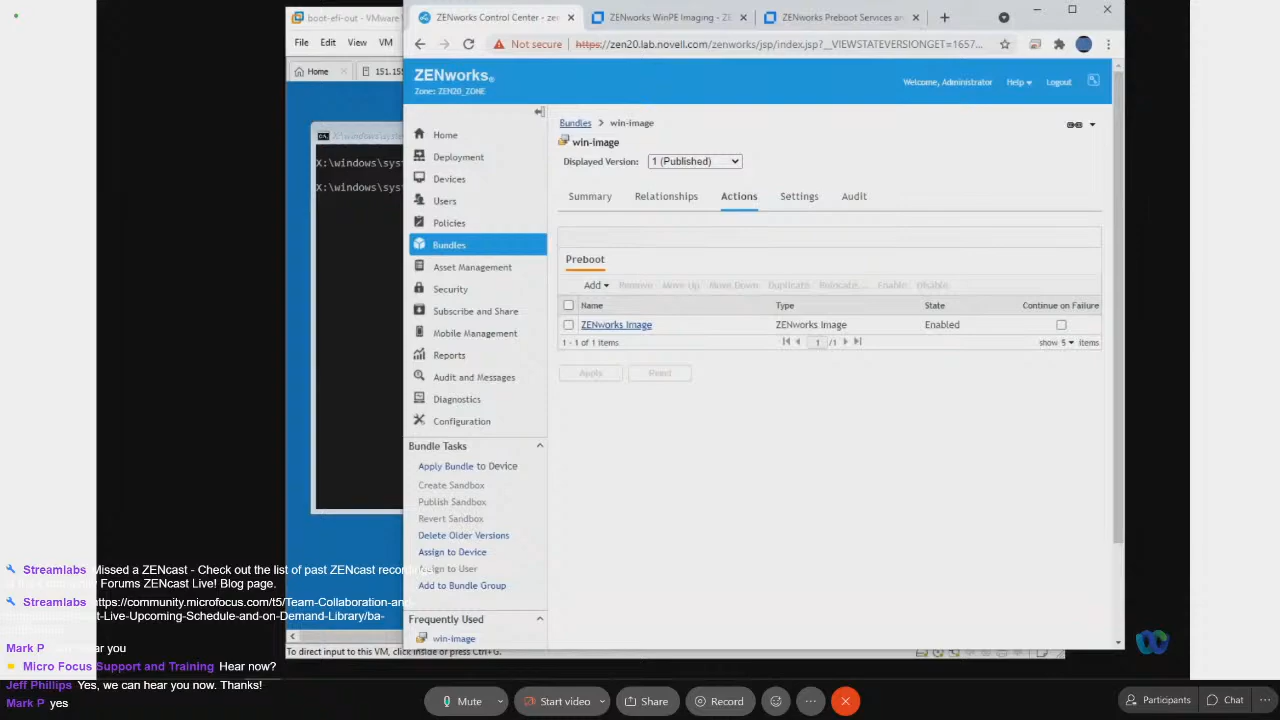 boot-efi-out - VMware
File Edit View VM
Home
151.15
X:\windows\syst
X:\windows\syst
ZENworks Control Center - zen
ZENworks WinPE Imaging - ZE
ZENworks Preboot Services an
Not secure
https://zen20.lab.novell.com/zenworks/jsp/index.jsp?__VIEWSTATEVERSIONGET=1657...
ZENworks®
Zone: ZEN20_ZONE
Welcome, Administrator
Help
Logout
Home
Deployment
Devices
Users
Policies
Bundles
Asset Management
Security
Subscribe and Share
Mobile Management
Reports
Audit and Messages
Diagnostics
Configuration
Bundle Tasks
Apply Bundle to Device
Create Sandbox
Publish Sandbox
Revert Sandbox
Delete Older Versions
Assign to Device
Assign to User
Add to Bundle Group
Frequently Used
win-image
Bundles > win-image
win-image
Displayed Version: 1 (Published)
Summary Relationships Actions Settings Audit
Preboot
Add Remove Move Up Move Down Duplicate Relocate... Enable Disable
Name Type State Continue on Failure
ZENworks Image ZENworks Image Enabled
1 - 1 of 1 items 1 /1 show 5 items
Apply Reset
To direct input to this VM, click inside or press Ctrl+G.
Streamlabs Missed a ZENcast - Check out the list of past ZENcast
Forums ZENcast Live! Blog page.
Streamlabs https://community.microfocus.com/t5/Team-Collaboration-and-
-Live-Upcoming-Schedule-and-on-Demand-Library/ba-
Mark P you
Micro Focus Support and Training Hear now?
Jeff Phillips Yes, we can hear you now. Thanks!
Mark P yes
Mute
Start video
Share
Record
Participants
Chat